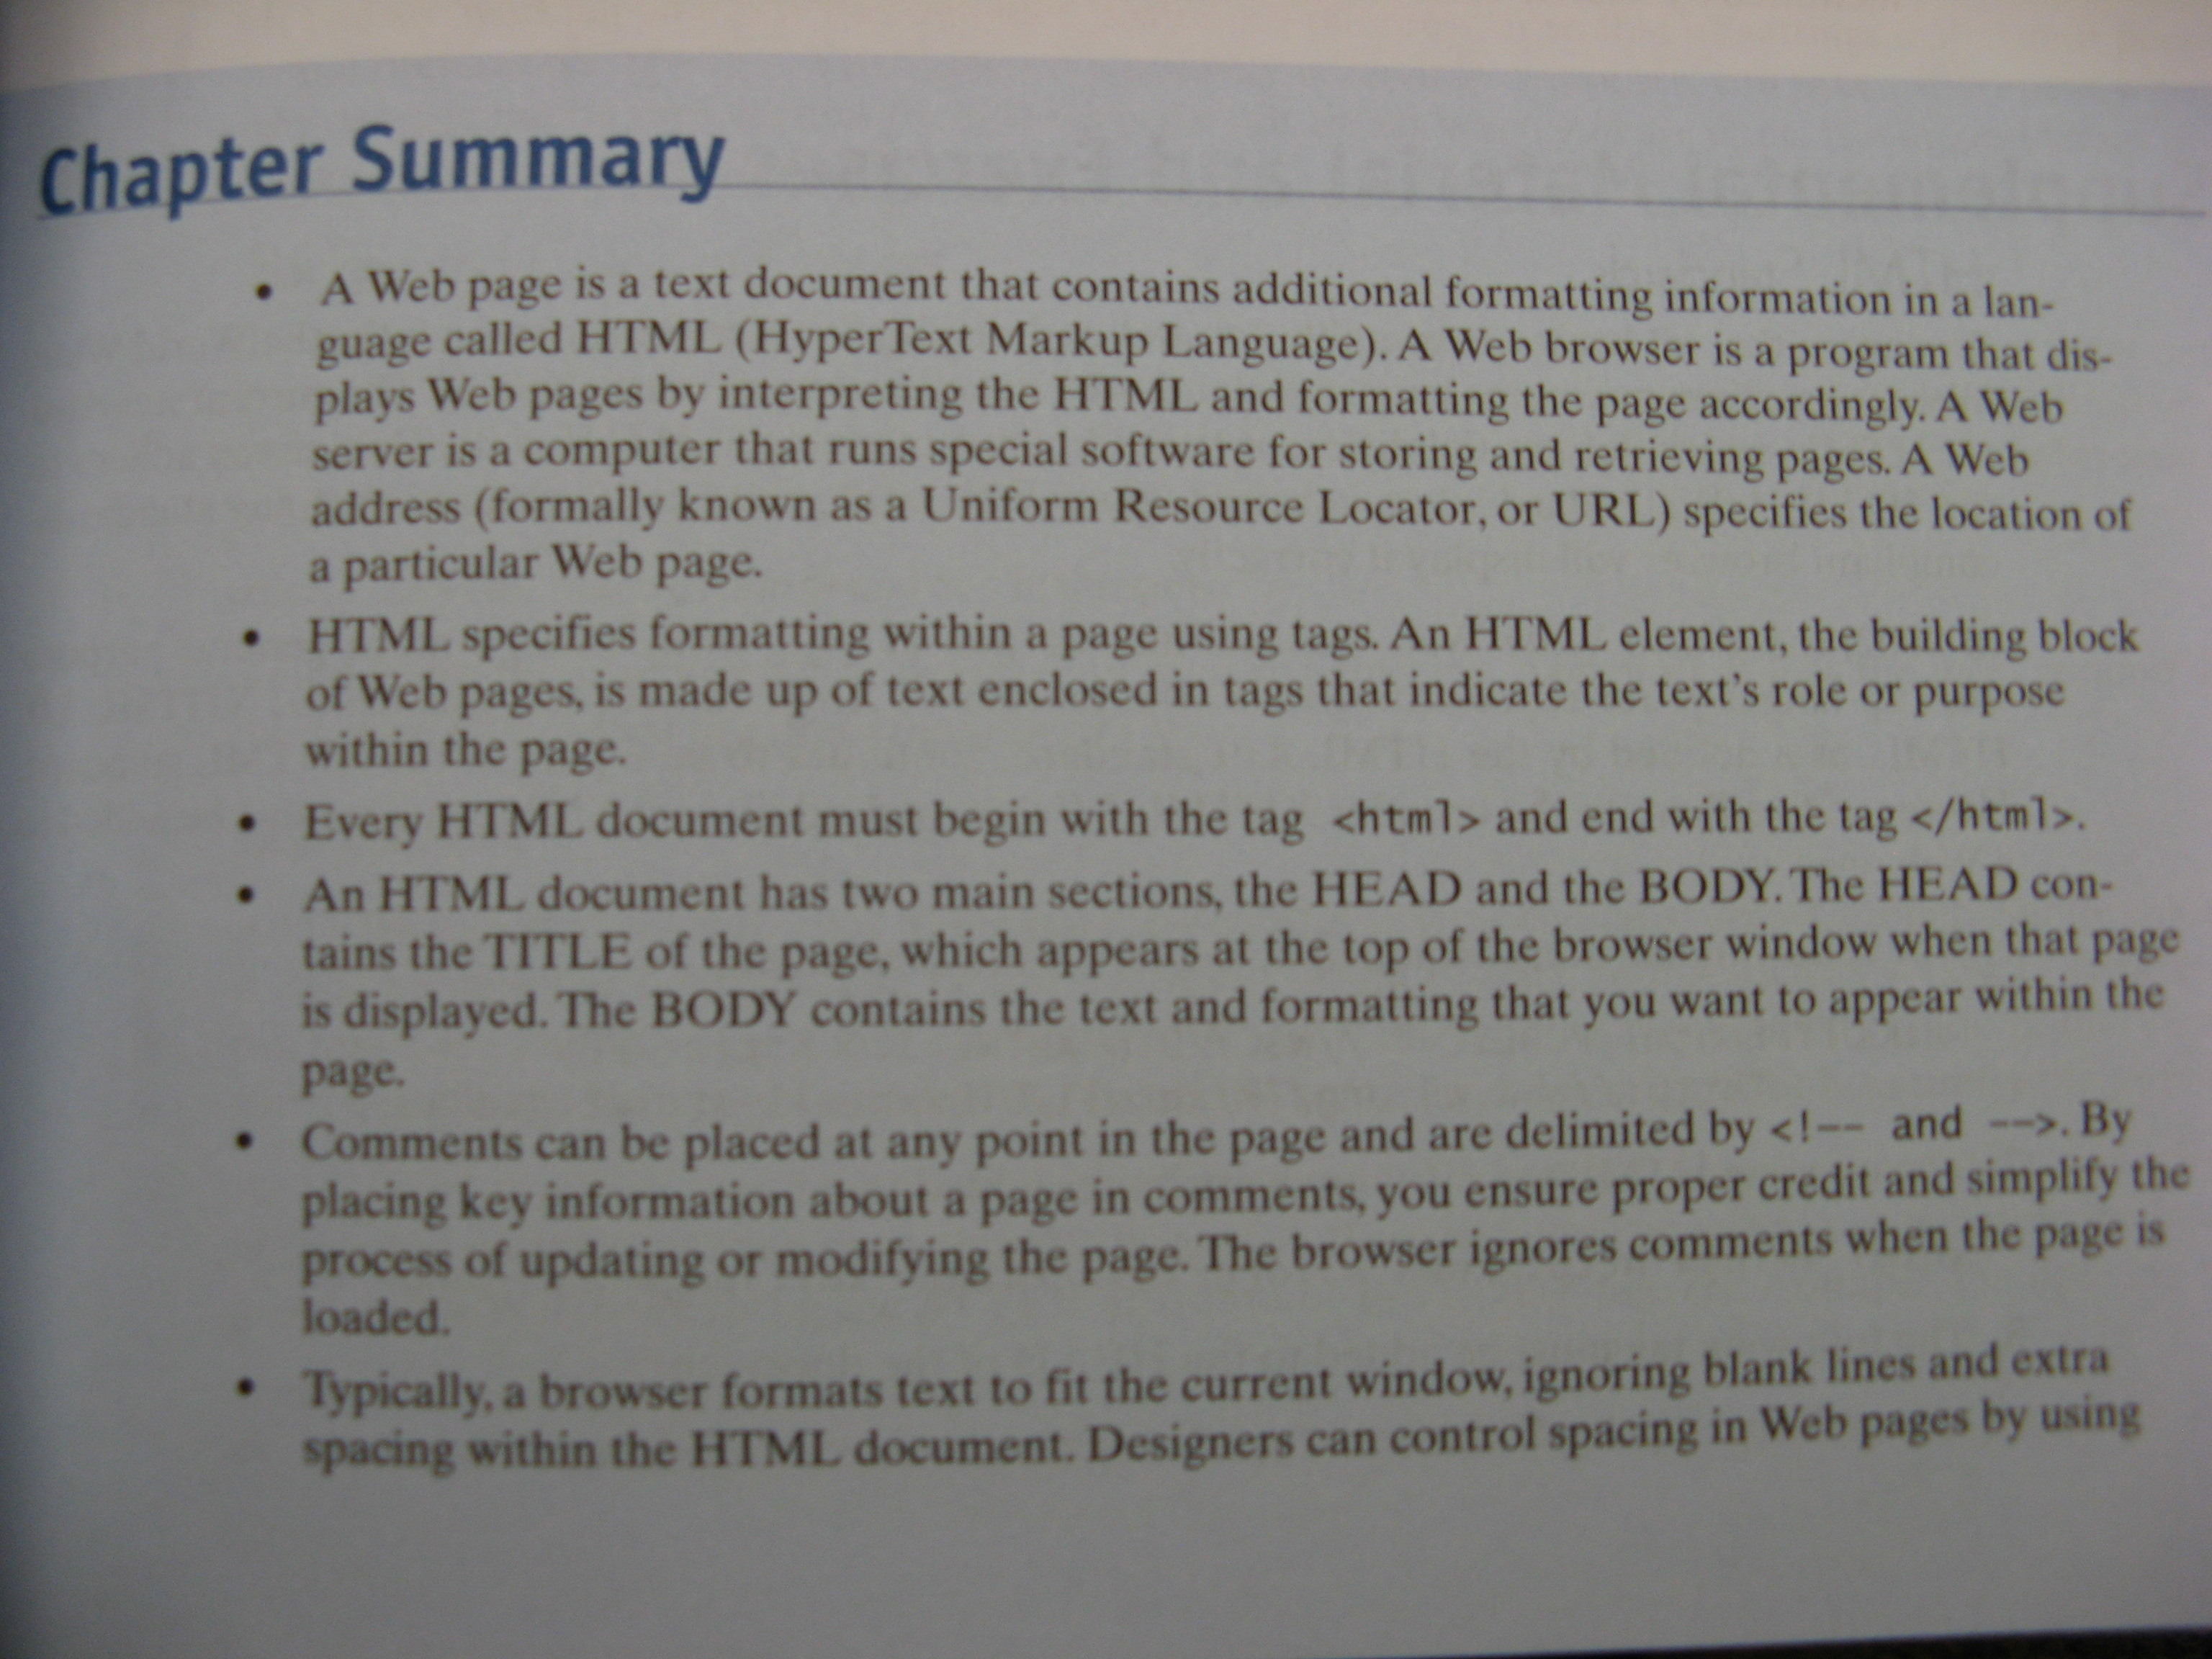 Chapter Summary
• A Web page is a text document that contains additional formatting information in a lan-
guage called HTML (HyperText Markup Language). A Web browser is a program that dis-
plays Web pages by interpreting the HTML and formatting the page accordingly. A Web
server is a computer that runs special software for storing and retrieving pages. A Web
address (formally known as a Uniform Resource Locator, or URL) specifies the location of
a particular Web page.
• HTML specifies formatting within a page using tags. An HTML element, the building block
of Web pages, is made up of text enclosed in tags that indicate the text's role or purpose
within the page.
• Every HTML document must begin with the tag <html> and end with the tag </html>.
• An HTML document has two main sections, the HEAD and the BODY. The HEAD con-
tains the TITLE of the page, which appears at the top of the browser window when that page
is displayed. The BODY contains the text and formatting that you want to appear within the
page.
• Comments can be placed at any point in the page and are delimited by <!-- and -->. By
placing key information about a page in comments, you ensure proper credit and simplify the
process of updating or modifying the page. The browser ignores comments when the page is
loaded.
• Typically, a browser formats text to fit the current window, ignoring blank lines and extra
spacing within the HTML document. Designers can control spacing in Web pages by using